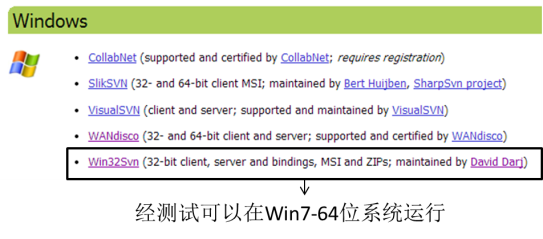 Windows
CollabNet (supported and certified by CollabNet; requires registration)
SlikSVN (32- and 64-bit client MSI; maintained by Bert Huijben, SharpSvn project)
VisualSVN (client and server; supported and maintained by VisualSVN)
WANdisco (32- and 64-bit client and server; supported and certified by WANdisco)
Win32Svn (32-bit client, server and bindings, MSI and ZIPs; maintained by David Darj)
经测试可以在Win7-64位系统运行